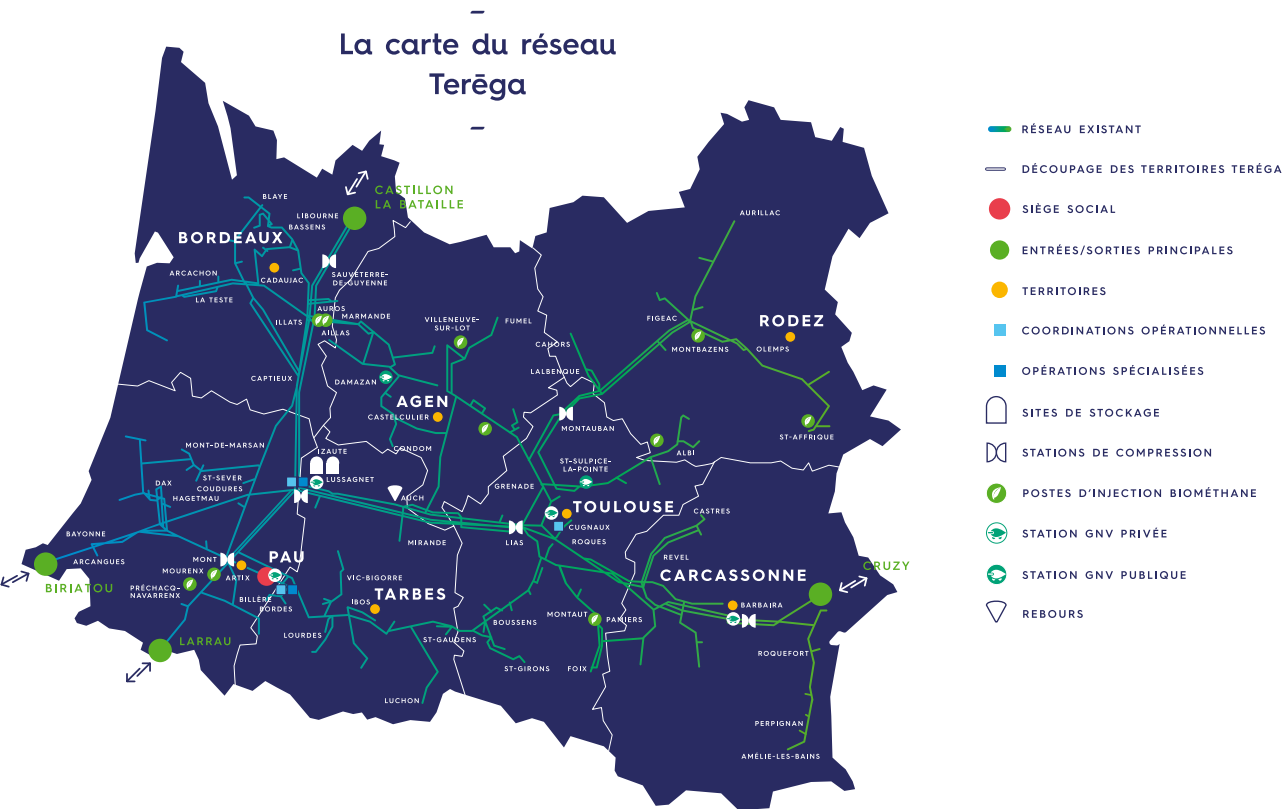 La carte du réseau
Terēga
CASTILLON
LA BATAILLE
BLAYE
LIBOURNE
BASSENS
BORDEAUX
CADAUJAC
SAUVETERRE-
DE-GUYENNE
ARCACHON
LA TESTE
AUROS
MARMANDE
ILLATS
AILLAS
VILLENEUVE-
SUR-LOT
FUMEL
CAPTIEUX
DAMAZAN
AGEN
CASTELCULIER
CONDOM
AURILLAC
FIGEAC
RODEZ
MONTBAZENS
OLEMPS
CAHORS
LALBENQUE
MONTAUBAN
ST-AFFRIQUE
ALBI
ST-SULPICE-
LA-POINTE
GRENADE
MONT-DE-MARSAN
IZAUTE
LUSSAGNET
ST-SEVER
COUDURES
HAGETMAU
DAX
AUCH
MIRANDE
LIAS
TOULOUSE
CUGNAUX
ROQUES
CASTRES
REVEL
BAYONNE
ARCANGUES
BIRIATOU
MONT
MOURENX
ARTIX
PRÉCHACQ-
NAVARRENX
PAU
BILLÈRE
BORDES
VIC-BIGORRE
IBOS
TARBES
LARRAU
LOURDES
ST-GAUDENS
BOUSSENS
LUCHON
ST-GIRONS
MONTAUT
PAMIERS
FOIX
CARCASSONNE
BARBAIRA
CRUZY
ROQUEFORT
PERPIGNAN
AMÉLIE-LES-BAINS
RÉSEAU EXISTANT
DÉCOUPAGE DES TERRITOIRES TERÉGA
SIÈGE SOCIAL
ENTRÉES/SORTIES PRINCIPALES
TERRITOIRES
COORDINATIONS OPÉRATIONNELLES
OPÉRATIONS SPÉCIALISÉES
SITES DE STOCKAGE
STATIONS DE COMPRESSION
POSTES D'INJECTION BIOMÉTHANE
STATION GNV PRIVÉE
STATION GNV PUBLIQUE
REBOURS